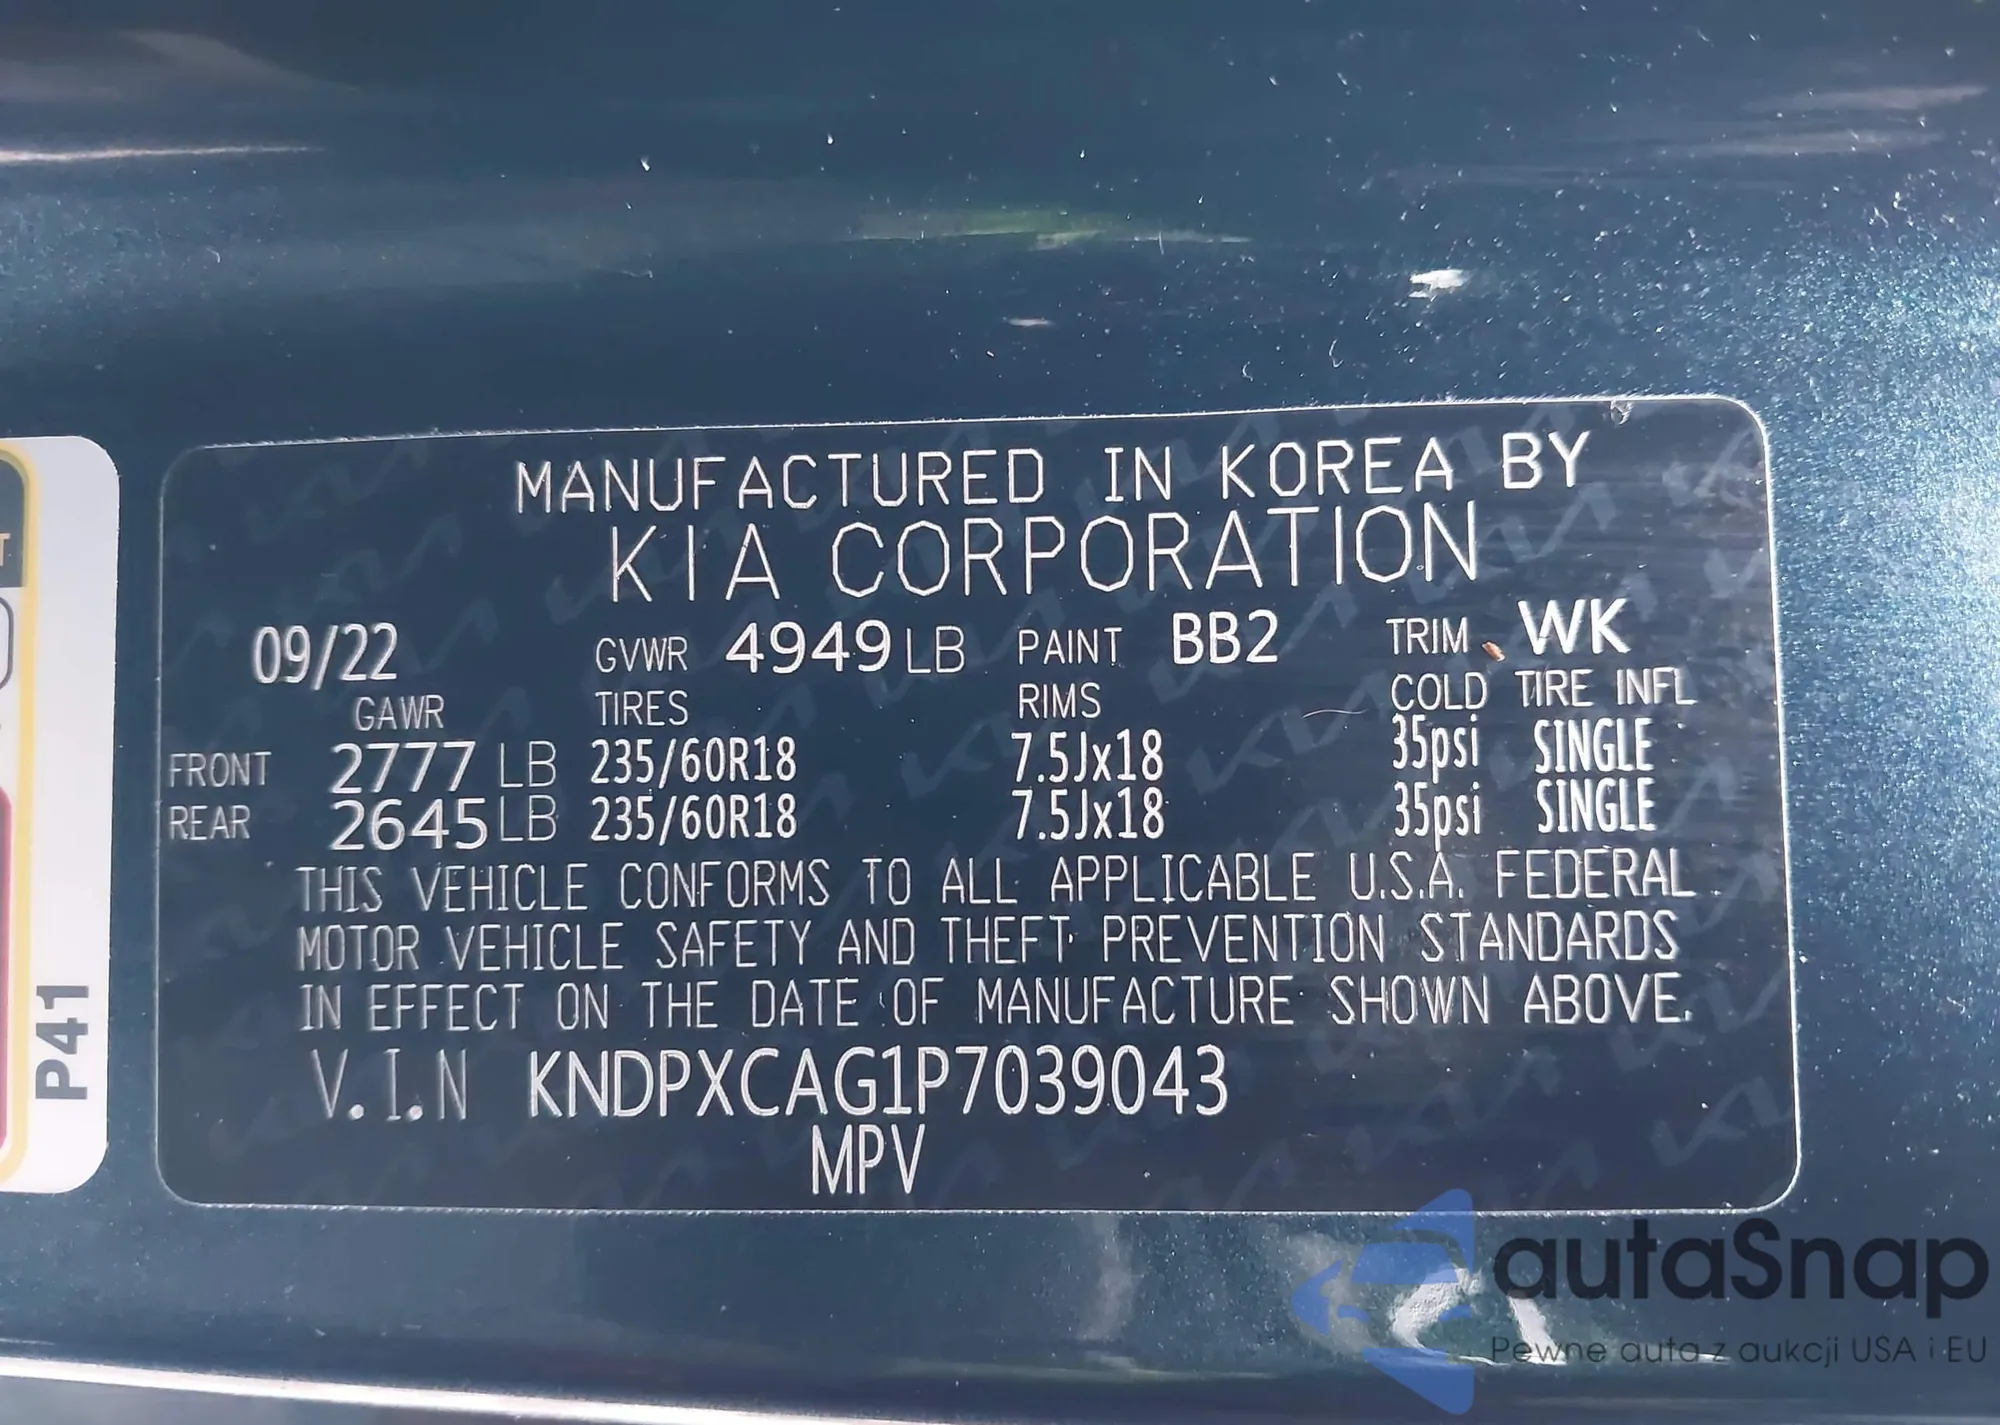 MANUFACTURED IN KOREA BY
KIA CORPORATION
09/22 GVWR 4949 LB PAINT BB2 TRIM WK
GAWR TIRES RIMS COLD TIRE INFL
FRONT 2777 LB 235/60R18 7.5Jx18 35psi SINGLE
REAR 2645 LB 235/60R18 7.5Jx18 35psi SINGLE
THIS VEHICLE CONFORMS TO ALL APPLICABLE U.S.A. FEDERAL
MOTOR VEHICLE SAFETY AND THEFT PREVENTION STANDARDS
IN EFFECT ON THE DATE OF MANUFACTURE SHOWN ABOVE.
V.I.N KNDPXCAG1P7039043
MPV
P41
autaSnap
Pewne auta z aukcji USA i EU